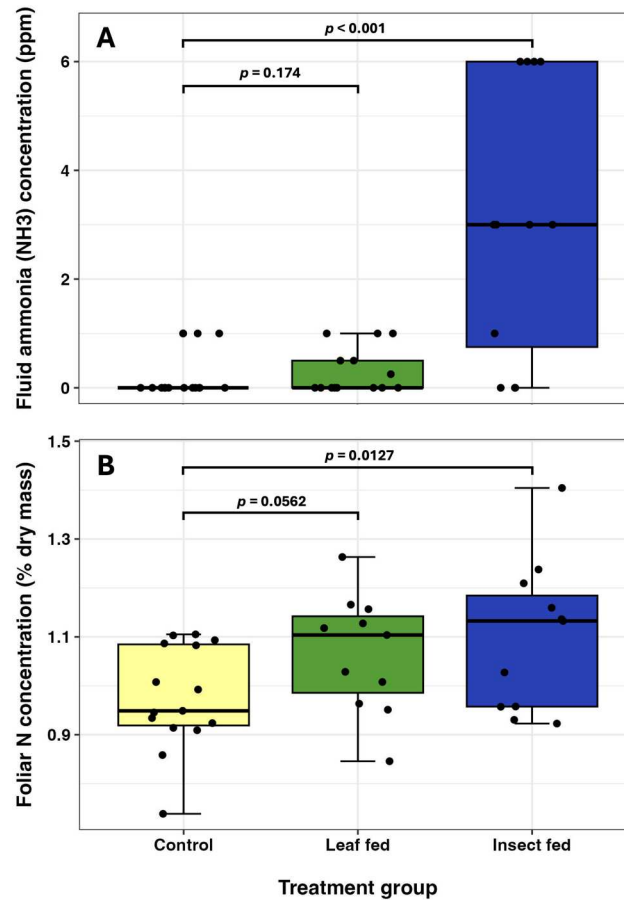 A
p < 0.001
p = 0.174
Fluid ammonia (NH3) concentration (ppm)
6
4
2
0
B
p = 0.0127
p = 0.0562
Foliar N concentration (% dry mass)
1.5
1.3
1.1
0.9
Control Leaf fed Insect fed
Treatment group